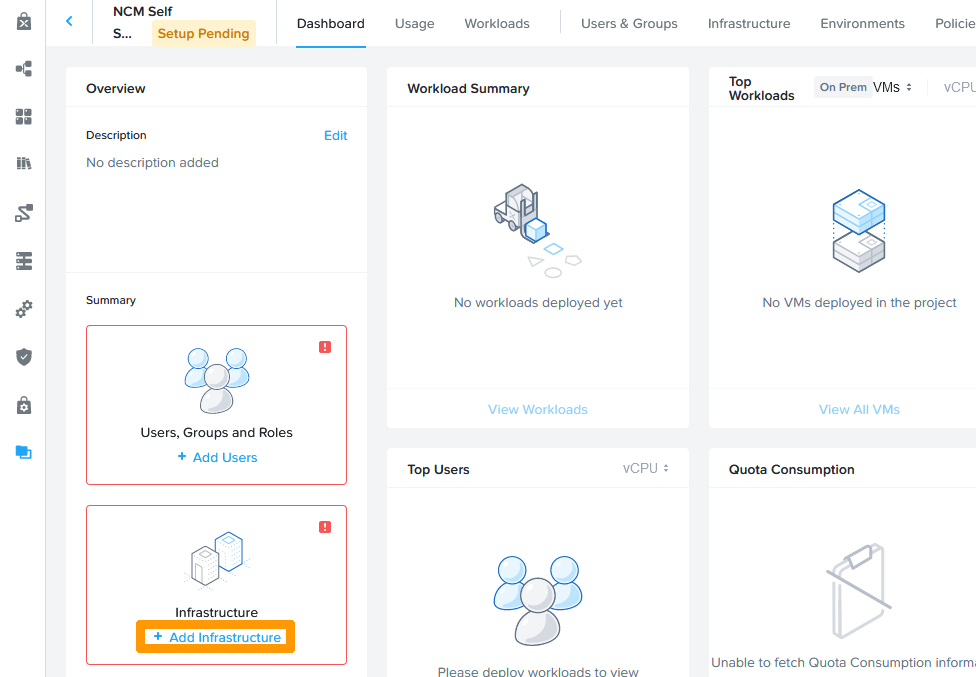 NCM Self
S...
Setup Pending
Dashboard
Usage
Workloads
Users & Groups
Infrastructure
Environments
Policie
Overview
Description
Edit
No description added
Summary
Users, Groups and Roles
+ Add Users
Infrastructure
+ Add Infrastructure
Workload Summary
No workloads deployed yet
View Workloads
Top
Workloads
On Prem
VMs
vCPU
No VMs deployed in the project
View All VMs
Top Users
vCPU
Please deploy workloads to view
Quota Consumption
Unable to fetch Quota Consumption informa